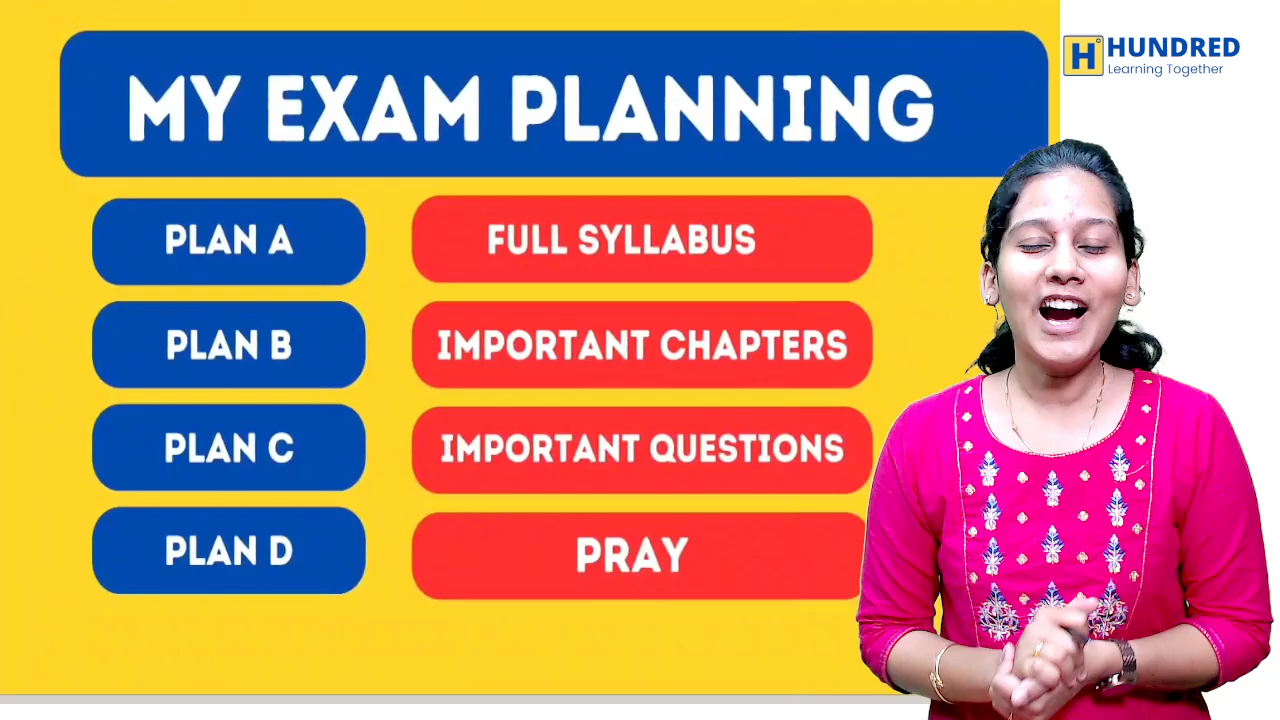 MY EXAM PLANNING
H HUNDRED
Learning Together
PLAN A
FULL SYLLABUS
PLAN B
IMPORTANT CHAPTERS
PLAN C
IMPORTANT QUESTIONS
PLAN D
PRAY